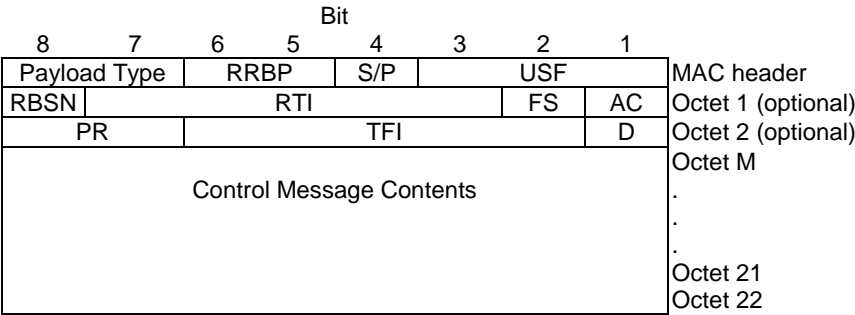 Bit
8 7 6 5 4 3 2 1
Payload Type RRBP S/P USF MAC header
RBSN RTI FS AC Octet 1 (optional)
PR TFI D Octet 2 (optional)
Octet M
Control Message Contents .
.
.
Octet 21
Octet 22